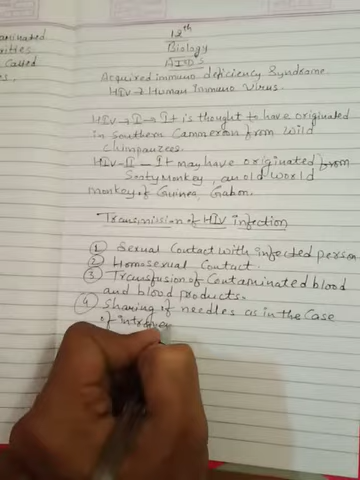 aminated
called
12th
Biology
AIDS
Acquired immuno deficiency Syndrome
HIV → Human Immuno Virus.
HIV → I → It is thought to have originated
in Southern Cameroon from wild
chimpanzees.
HIV-II - It may have originated from
Sooty Monkey, an old world
monkey of Guinea, Gabon.
Transmission of HIV infection
① Sexual Contact with infected person
② Homosexual Contact.
③ Transfusion of Contaminated blood
and blood products.
④ Sharing of needles as in the case
of intraven